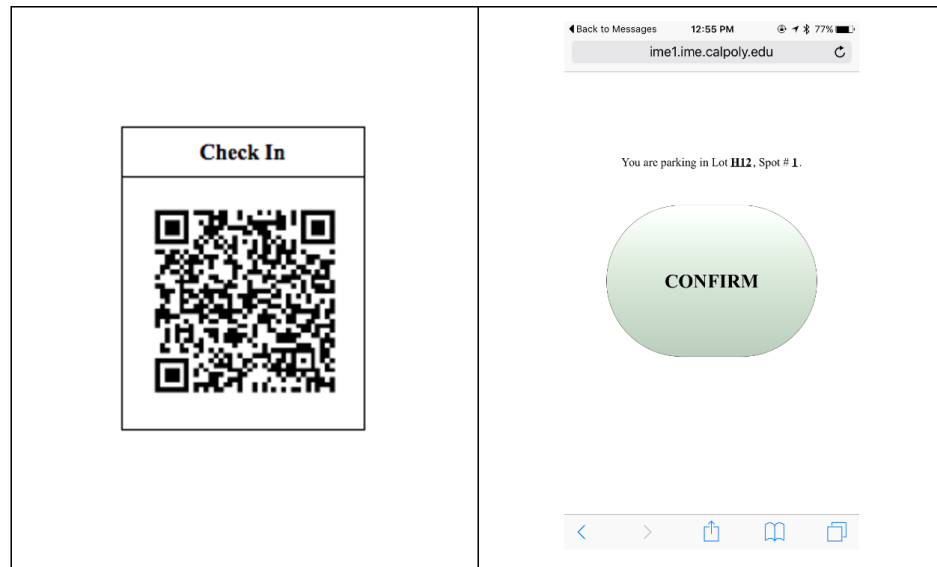 Check In
Back to Messages 12:55 PM 77%
ime1.ime.calpoly.edu
You are parking in Lot H12, Spot # 1.
CONFIRM